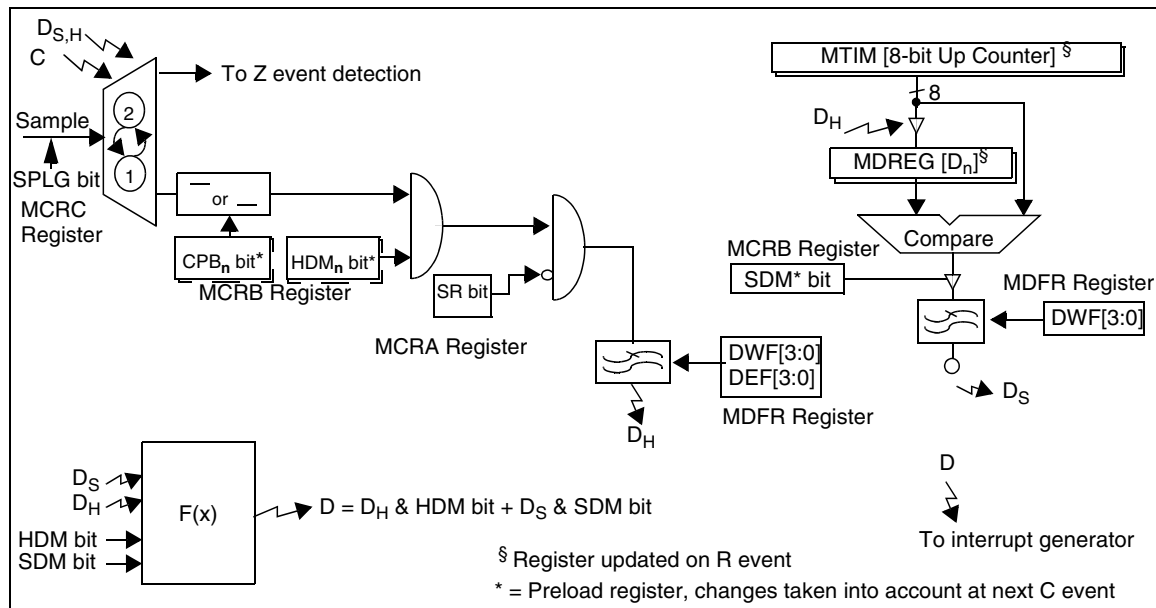 D_S,H
C
To Z event detection
2
Sample
1
SPLG bit
MCRC
Register
or
CPB_n bit*
HDM_n bit*
MCRB Register
SR bit
MCRA Register
DWF[3:0]
DEF[3:0]
MDFR Register
D_H
MTIM [8-bit Up Counter] §
8
D_H
MDREG [D_n]§
Compare
MCRB Register
SDM* bit
MDFR Register
DWF[3:0]
D_S
D_S
D_H
F(x)
HDM bit
SDM bit
D = D_H & HDM bit + D_S & SDM bit
D
To interrupt generator
§ Register updated on R event
* = Preload register, changes taken into account at next C event